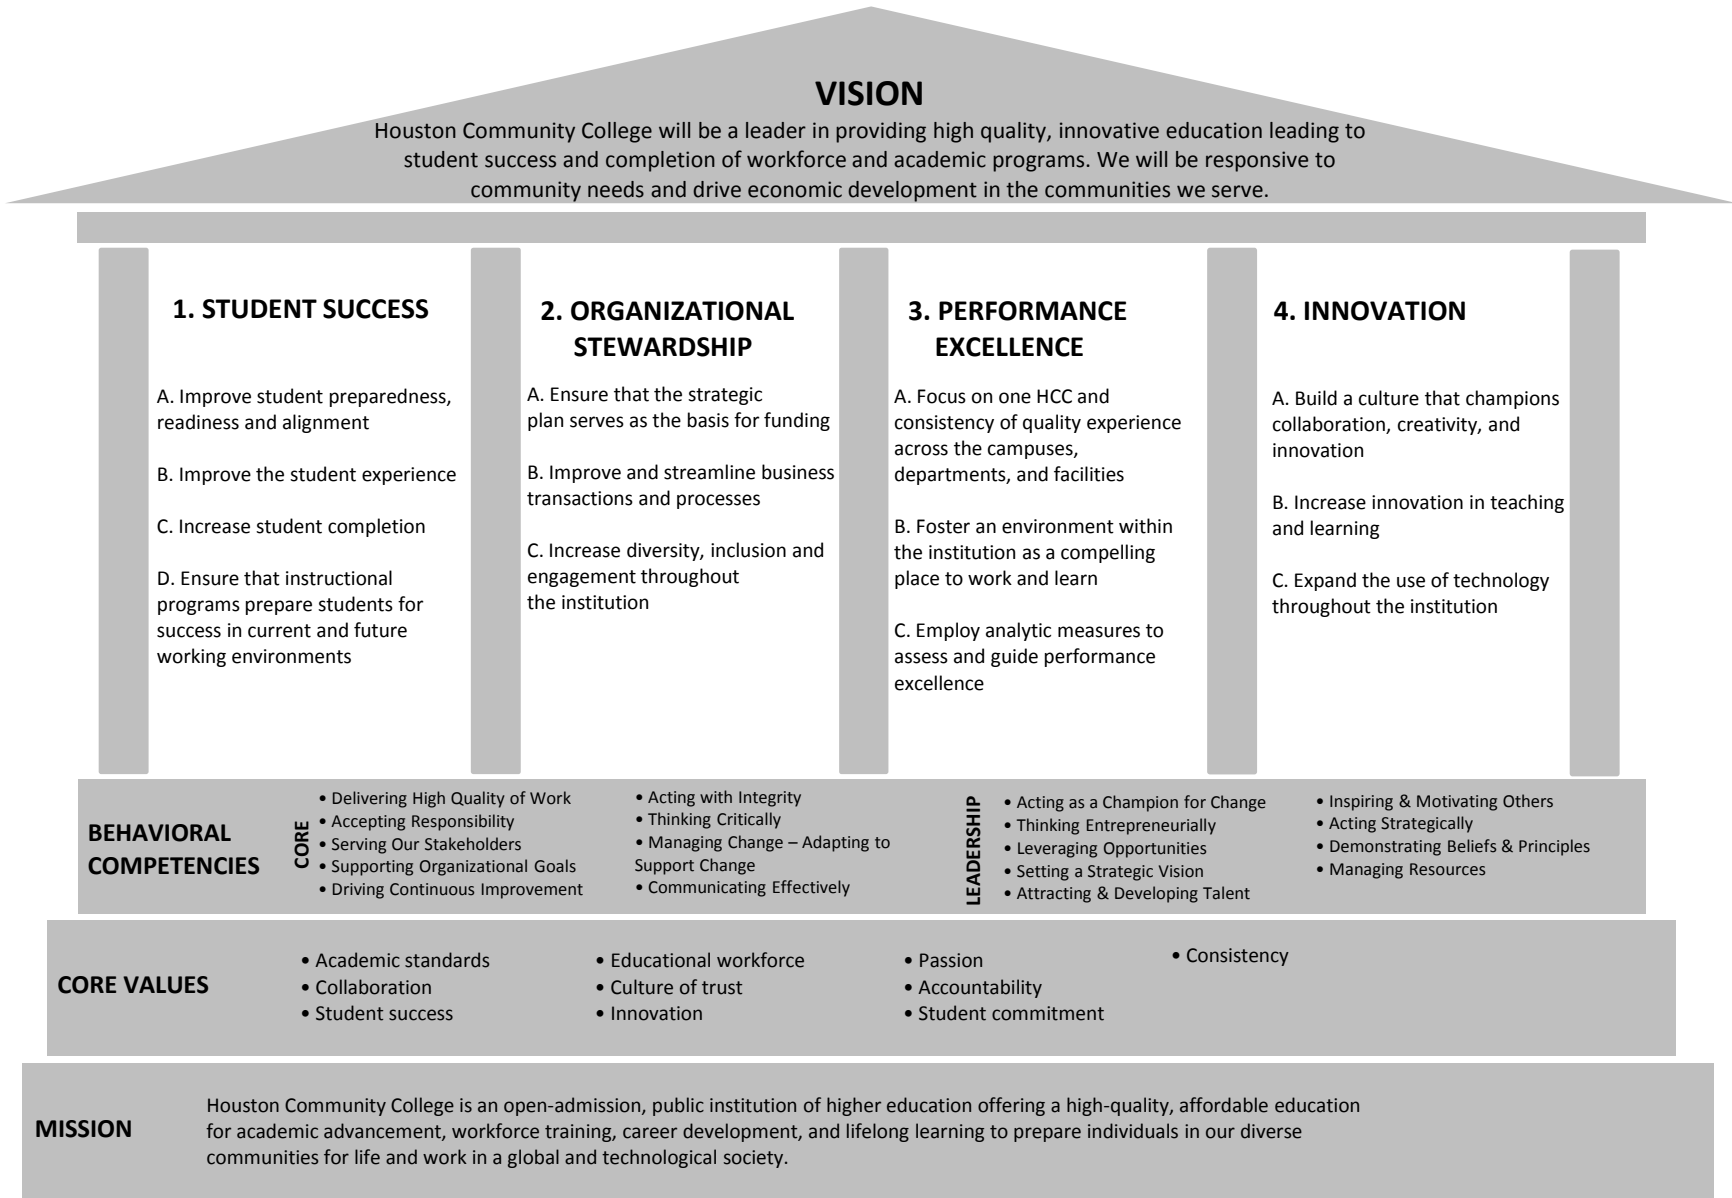 VISION
Houston Community College will be a leader in providing high quality, innovative education leading to
student success and completion of workforce and academic programs. We will be responsive to
community needs and drive economic development in the communities we serve.
1. STUDENT SUCCESS
A. Improve student preparedness,
readiness and alignment
B. Improve the student experience
C. Increase student completion
D. Ensure that instructional
programs prepare students for
success in current and future
working environments
2. ORGANIZATIONAL
STEWARDSHIP
A. Ensure that the strategic
plan serves as the basis for funding
B. Improve and streamline business
transactions and processes
C. Increase diversity, inclusion and
engagement throughout
the institution
3. PERFORMANCE
EXCELLENCE
A. Focus on one HCC and
consistency of quality experience
across the campuses,
departments, and facilities
B. Foster an environment within
the institution as a compelling
place to work and learn
C. Employ analytic measures to
assess and guide performance
excellence
4. INNOVATION
A. Build a culture that champions
collaboration, creativity, and
innovation
B. Increase innovation in teaching
and learning
C. Expand the use of technology
throughout the institution
BEHAVIORAL
COMPETENCIES
CORE
• Delivering High Quality of Work
• Accepting Responsibility
• Serving Our Stakeholders
• Supporting Organizational Goals
• Driving Continuous Improvement
• Acting with Integrity
• Thinking Critically
• Managing Change – Adapting to
Support Change
• Communicating Effectively
LEADERSHIP
• Acting as a Champion for Change
• Thinking Entrepreneurially
• Leveraging Opportunities
• Setting a Strategic Vision
• Attracting & Developing Talent
• Inspiring & Motivating Others
• Acting Strategically
• Demonstrating Beliefs & Principles
• Managing Resources
CORE VALUES
• Academic standards
• Collaboration
• Student success
• Educational workforce
• Culture of trust
• Innovation
• Passion
• Accountability
• Student commitment
• Consistency
MISSION
Houston Community College is an open-admission, public institution of higher education offering a high-quality, affordable education
for academic advancement, workforce training, career development, and lifelong learning to prepare individuals in our diverse
communities for life and work in a global and technological society.